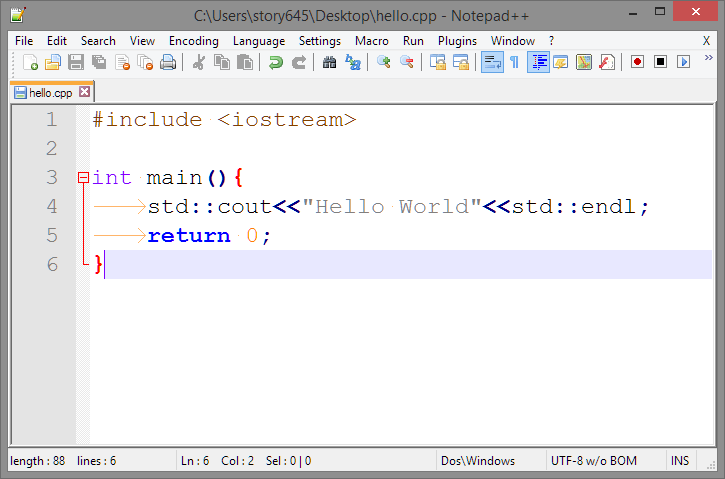 C:\Users\story645\Desktop\hello.cpp - Notepad++
File Edit Search View Encoding Language Settings Macro Run Plugins Window ? X
hello.cpp
1 #include <iostream>
2
3 int main(){
4 std::cout<<"Hello World"<<std::endl;
5 return 0;
6 }
length : 88 lines : 6 Ln : 6 Col : 2 Sel : 0 | 0 Dos\Windows UTF-8 w/o BOM INS